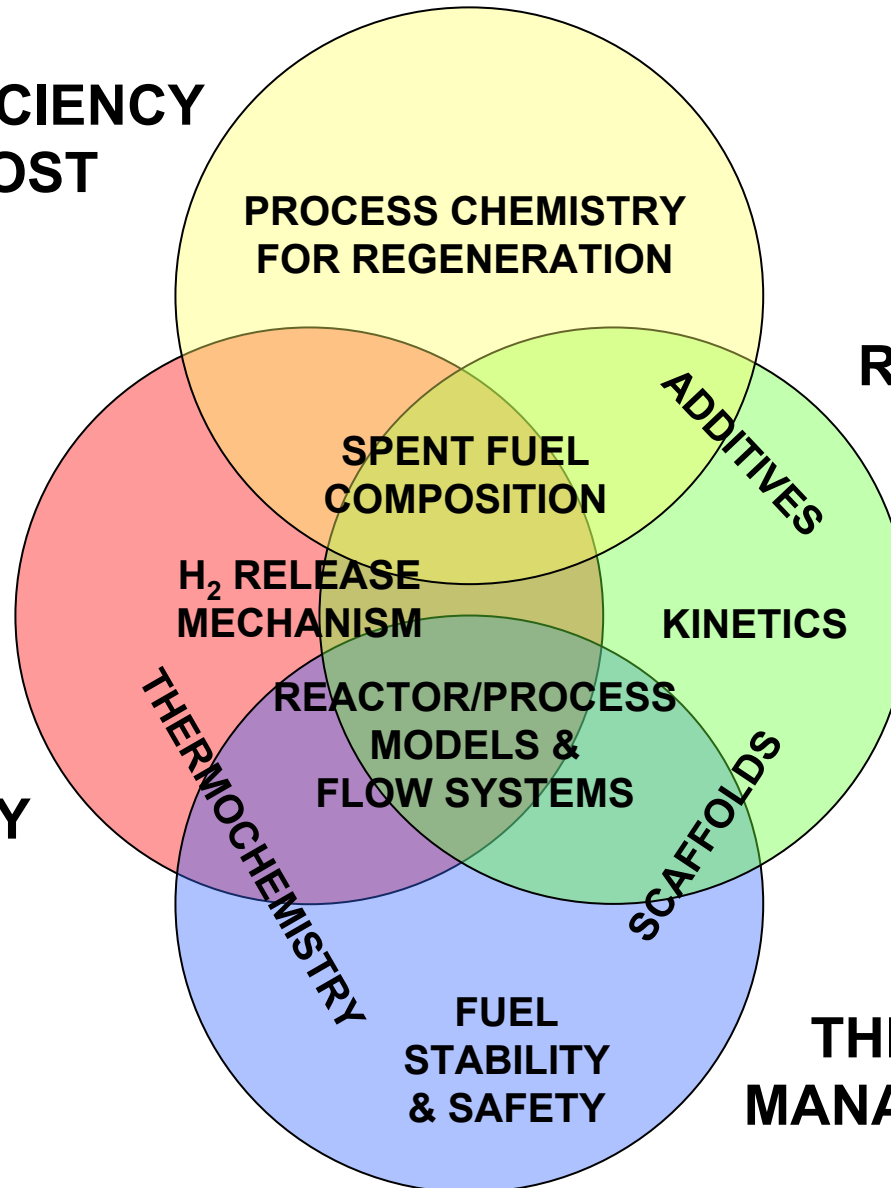 CIENCY
OST
PROCESS CHEMISTRY
FOR REGENERATION
R
ADDITIVES
SPENT FUEL
COMPOSITION
H₂ RELEASE
MECHANISM
KINETICS
THERMOCHEMISTRY
REACTOR/PROCESS
MODELS &
FLOW SYSTEMS
SCAFFOLDS
Y
FUEL
STABILITY
& SAFETY
THE
MANA